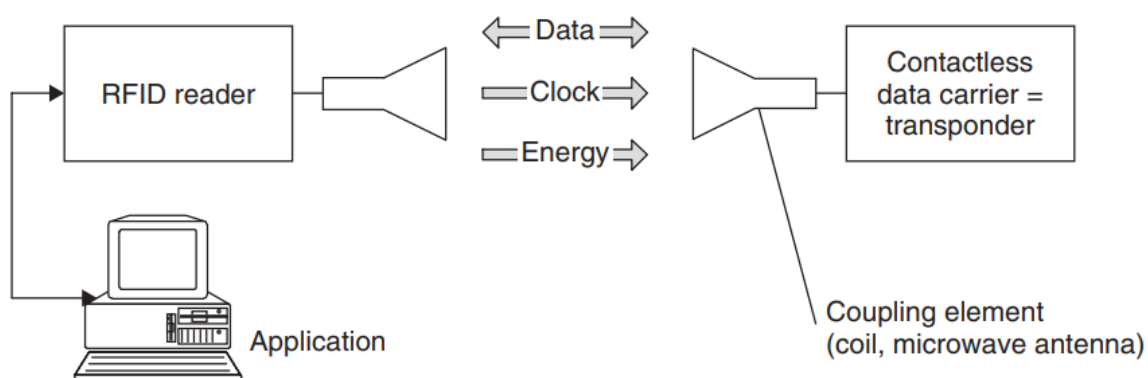 RFID reader
Data
Clock
Energy
Contactless
data carrier =
transponder
Application
Coupling element
(coil, microwave antenna)